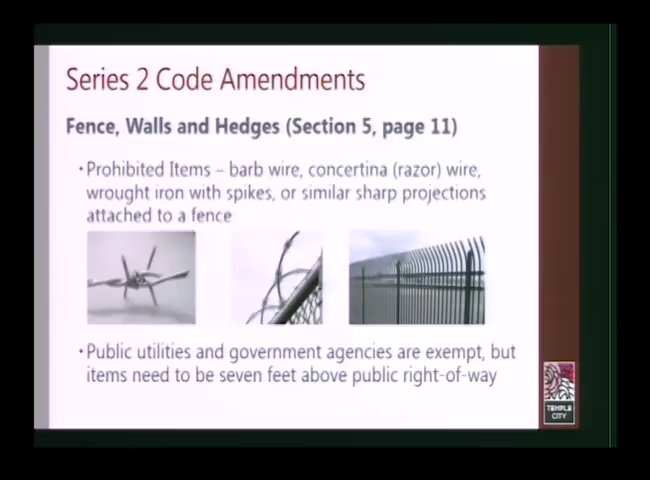 Series 2 Code Amendments
Fence, Walls and Hedges (Section 5, page 11)
• Prohibited Items – barb wire, concertina (razor) wire,
wrought iron with spikes, or similar sharp projections
attached to a fence
• Public utilities and government agencies are exempt, but
items need to be seven feet above public right-of-way
TEMPLE
CITY